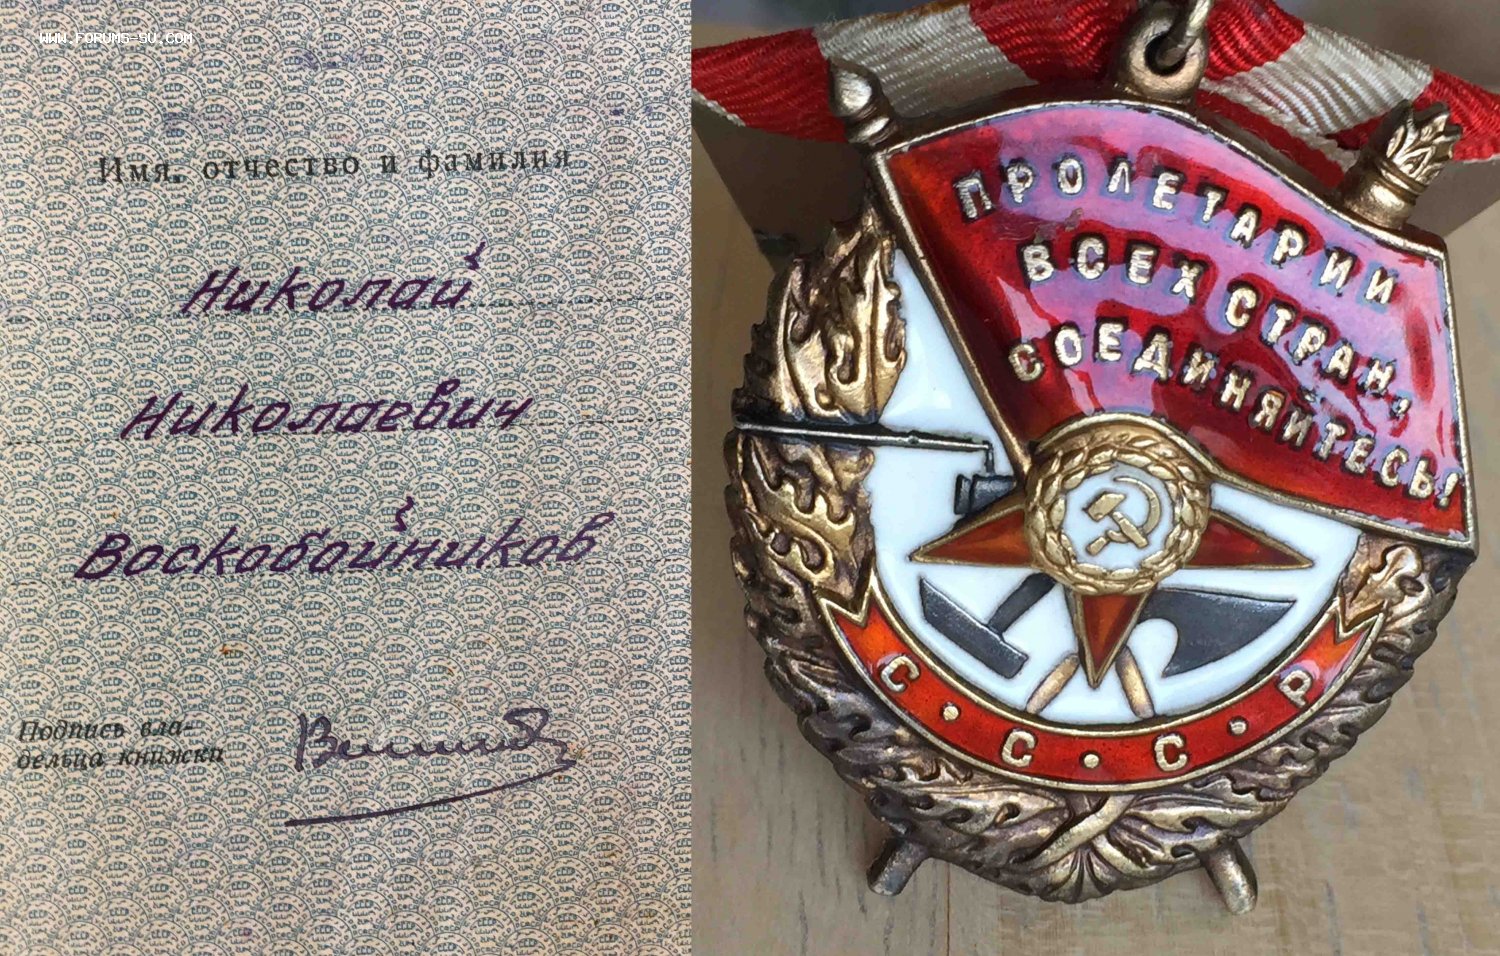 WWW.FORUMS-SU.COM
Имя, отчество и фамилия
Николай
Николаевич
Воскобойников
Подпись вла-
дельца книжки
ПРОЛЕТАРИИ
ВСЕХ СТРАН,
СОЕДИНЯЙТЕСЬ!
С·С·С·Р